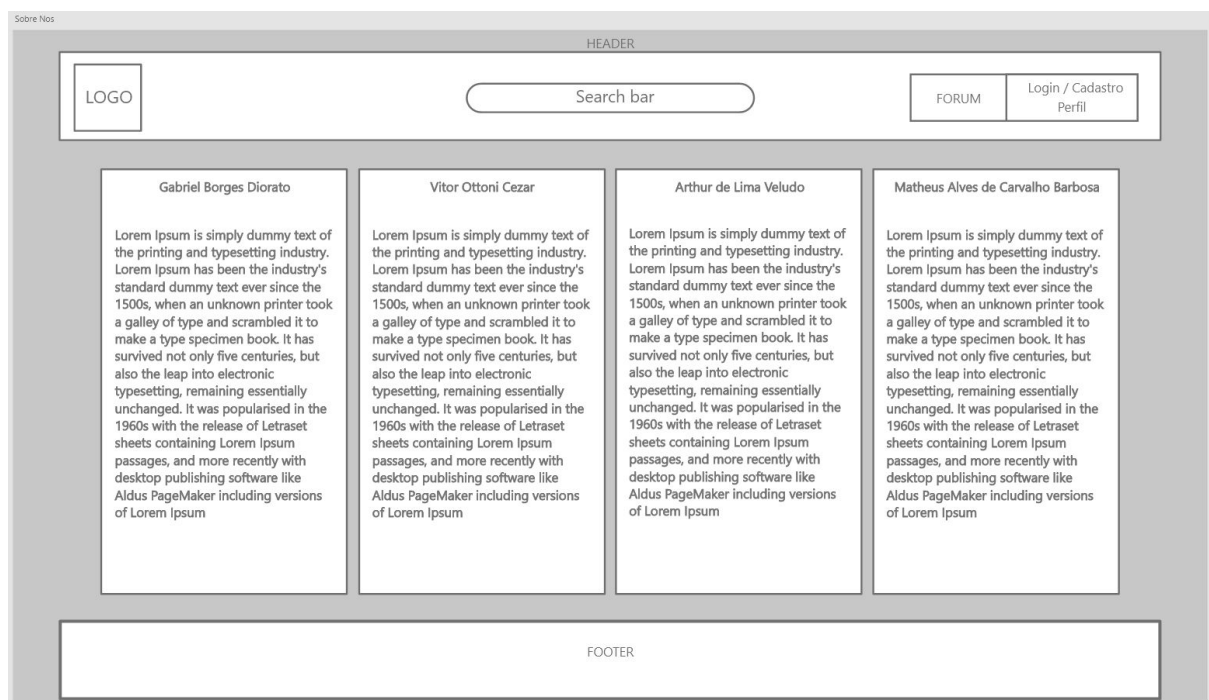 Sobre Nos
HEADER
LOGO
Search bar
FORUM
Login / Cadastro
Perfil
Gabriel Borges Diorato
Lorem Ipsum is simply dummy text of
the printing and typesetting industry.
Lorem Ipsum has been the industry's
standard dummy text ever since the
1500s, when an unknown printer took
a galley of type and scrambled it to
make a type specimen book. It has
survived not only five centuries, but
also the leap into electronic
typesetting, remaining essentially
unchanged. It was popularised in the
1960s with the release of Letraset
sheets containing Lorem Ipsum
passages, and more recently with
desktop publishing software like
Aldus PageMaker including versions
of Lorem Ipsum
Vitor Ottoni Cezar
Lorem Ipsum is simply dummy text of
the printing and typesetting industry.
Lorem Ipsum has been the industry's
standard dummy text ever since the
1500s, when an unknown printer took
a galley of type and scrambled it to
make a type specimen book. It has
survived not only five centuries, but
also the leap into electronic
typesetting, remaining essentially
unchanged. It was popularised in the
1960s with the release of Letraset
sheets containing Lorem Ipsum
passages, and more recently with
desktop publishing software like
Aldus PageMaker including versions
of Lorem Ipsum
Arthur de Lima Veludo
Lorem Ipsum is simply dummy text of
the printing and typesetting industry.
Lorem Ipsum has been the industry's
standard dummy text ever since the
1500s, when an unknown printer took
a galley of type and scrambled it to
make a type specimen book. It has
survived not only five centuries, but
also the leap into electronic
typesetting, remaining essentially
unchanged. It was popularised in the
1960s with the release of Letraset
sheets containing Lorem Ipsum
passages, and more recently with
desktop publishing software like
Aldus PageMaker including versions
of Lorem Ipsum
Matheus Alves de Carvalho Barbosa
Lorem Ipsum is simply dummy text of
the printing and typesetting industry.
Lorem Ipsum has been the industry's
standard dummy text ever since the
1500s, when an unknown printer took
a galley of type and scrambled it to
make a type specimen book. It has
survived not only five centuries, but
also the leap into electronic
typesetting, remaining essentially
unchanged. It was popularised in the
1960s with the release of Letraset
sheets containing Lorem Ipsum
passages, and more recently with
desktop publishing software like
Aldus PageMaker including versions
of Lorem Ipsum
FOOTER